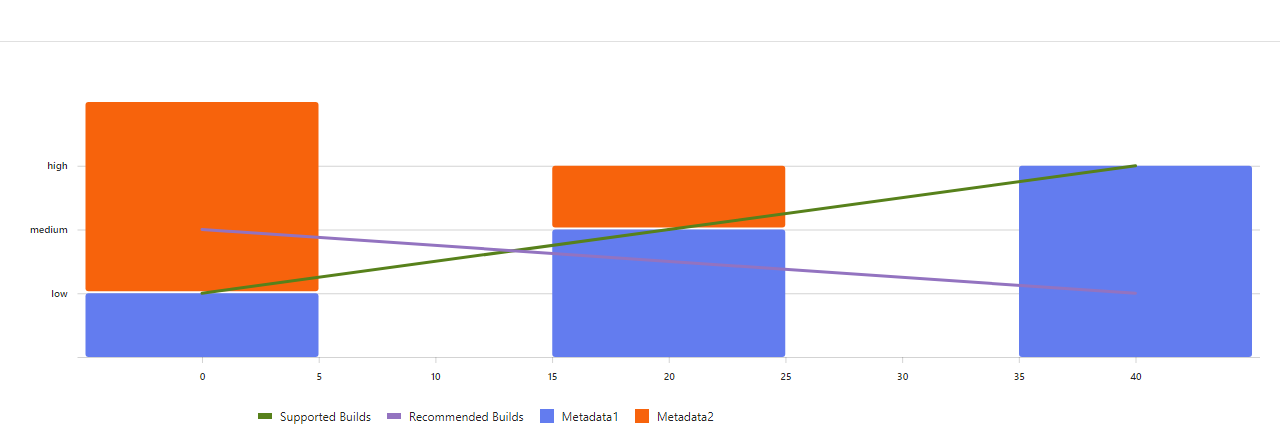 high
medium
low
0 5 10 15 20 25 30 35 40
Supported Builds Recommended Builds Metadata1 Metadata2